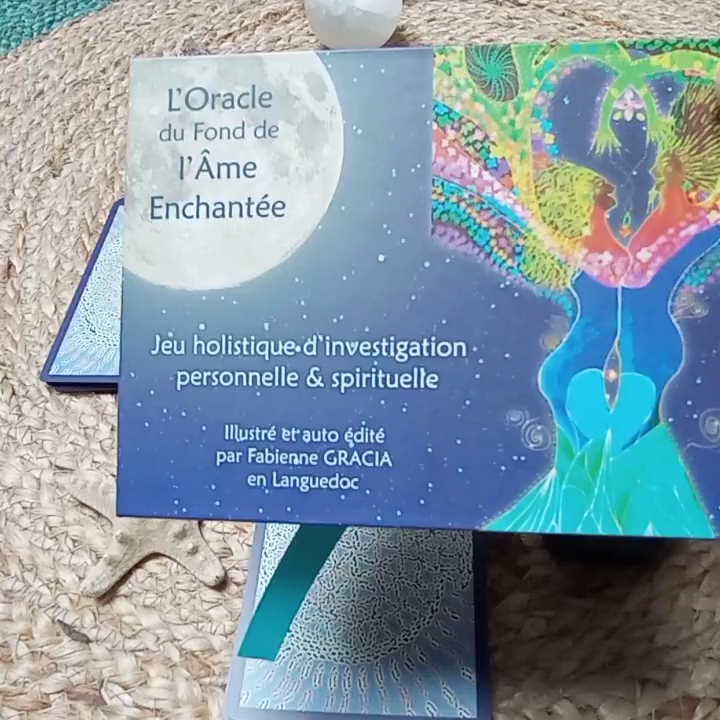 L'Oracle
du Fond de
l'Âme
Enchantée
Jeu holistique d'investigation
personnelle & spirituelle
Illustré et auto édité
par Fabienne GRACIA
en Languedoc